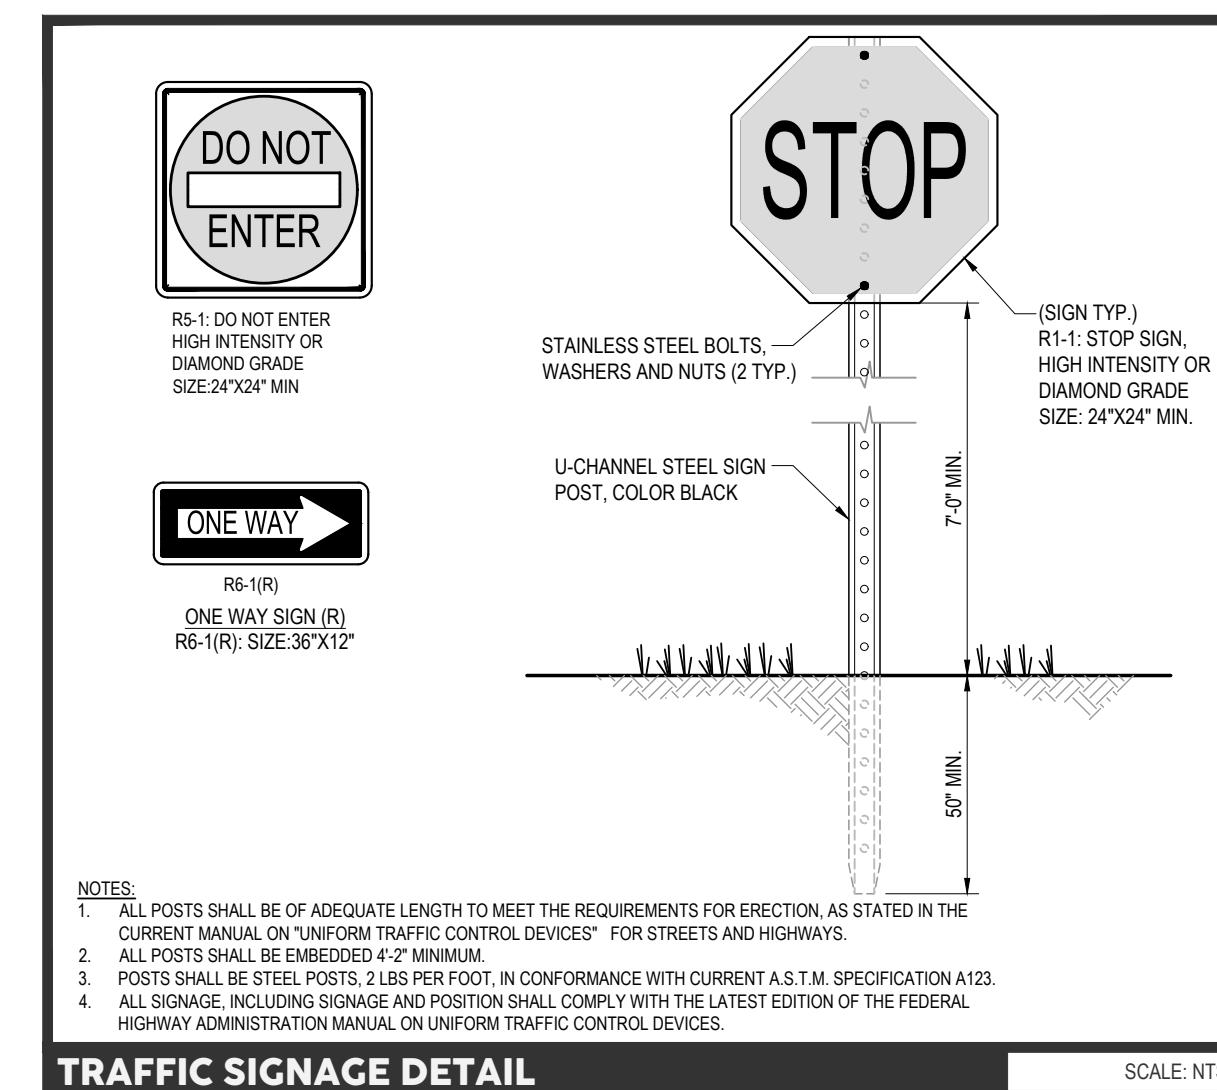 DO NOT
ENTER
R5-1: DO NOT ENTER
HIGH INTENSITY OR
DIAMOND GRADE
SIZE:24"X24" MIN
ONE WAY
R6-1(R)
ONE WAY SIGN (R)
R6-1(R): SIZE:36"X12"
STOP
STAINLESS STEEL BOLTS,
WASHERS AND NUTS (2 TYP.)
(SIGN TYP.)
R1-1: STOP SIGN,
HIGH INTENSITY OR
DIAMOND GRADE
SIZE: 24"X24" MIN.
U-CHANNEL STEEL SIGN
POST, COLOR BLACK
7'-0" MIN.
50" MIN.
NOTES:
1. ALL POSTS SHALL BE OF ADEQUATE LENGTH TO MEET THE REQUIREMENTS FOR ERECTION, AS STATED IN THE
CURRENT MANUAL ON "UNIFORM TRAFFIC CONTROL DEVICES" FOR STREETS AND HIGHWAYS.
2. ALL POSTS SHALL BE EMBEDDED 4'-2" MINIMUM.
3. POSTS SHALL BE STEEL POSTS, 2 LBS PER FOOT, IN CONFORMANCE WITH CURRENT A.S.T.M. SPECIFICATION A123.
4. ALL SIGNAGE, INCLUDING SIGNAGE AND POSITION SHALL COMPLY WITH THE LATEST EDITION OF THE FEDERAL
HIGHWAY ADMINISTRATION MANUAL ON UNIFORM TRAFFIC CONTROL DEVICES.
TRAFFIC SIGNAGE DETAIL
SCALE: